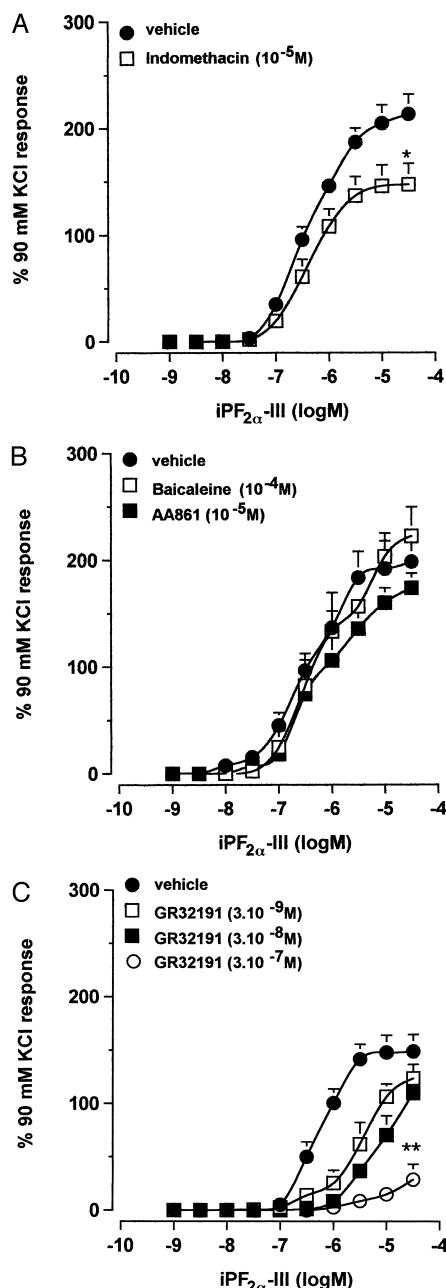 A
300
vehicle
Indomethacin (10⁻⁵M)
200
*
100
0
% 90 mM KCl response
-10 -9 -8 -7 -6 -5 -4
iPF₂α-III (logM)
B
300
vehicle
Baicaleine (10⁻⁴M)
AA861 (10⁻⁵M)
200
100
0
% 90 mM KCl response
-10 -9 -8 -7 -6 -5 -4
iPF₂α-III (logM)
C
300
vehicle
GR32191 (3.10 ⁻⁹M)
GR32191 (3.10 ⁻⁸M)
GR32191 (3.10 ⁻⁷M)
200
100
**
0
% 90 mM KCl response
-10 -9 -8 -7 -6 -5 -4
iPF₂α-III (logM)